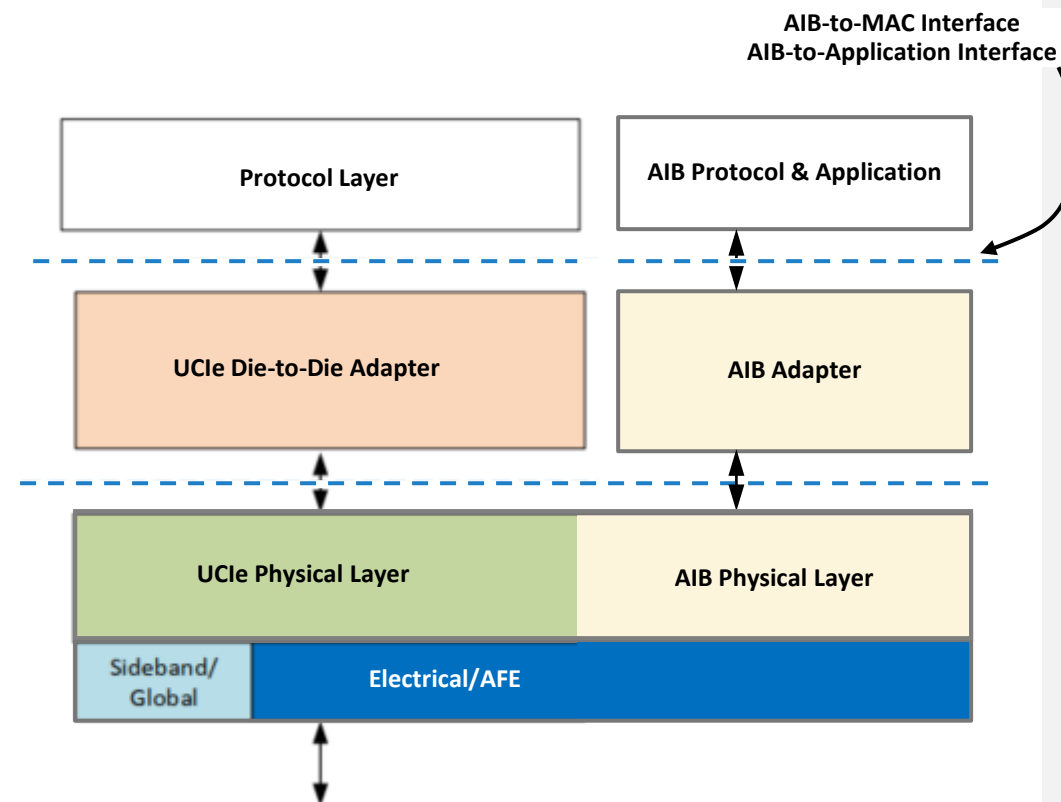 AIB-to-MAC Interface
AIB-to-Application Interface
Protocol Layer
AIB Protocol & Application
UCIe Die-to-Die Adapter
AIB Adapter
UCIe Physical Layer
AIB Physical Layer
Sideband/
Global
Electrical/AFE